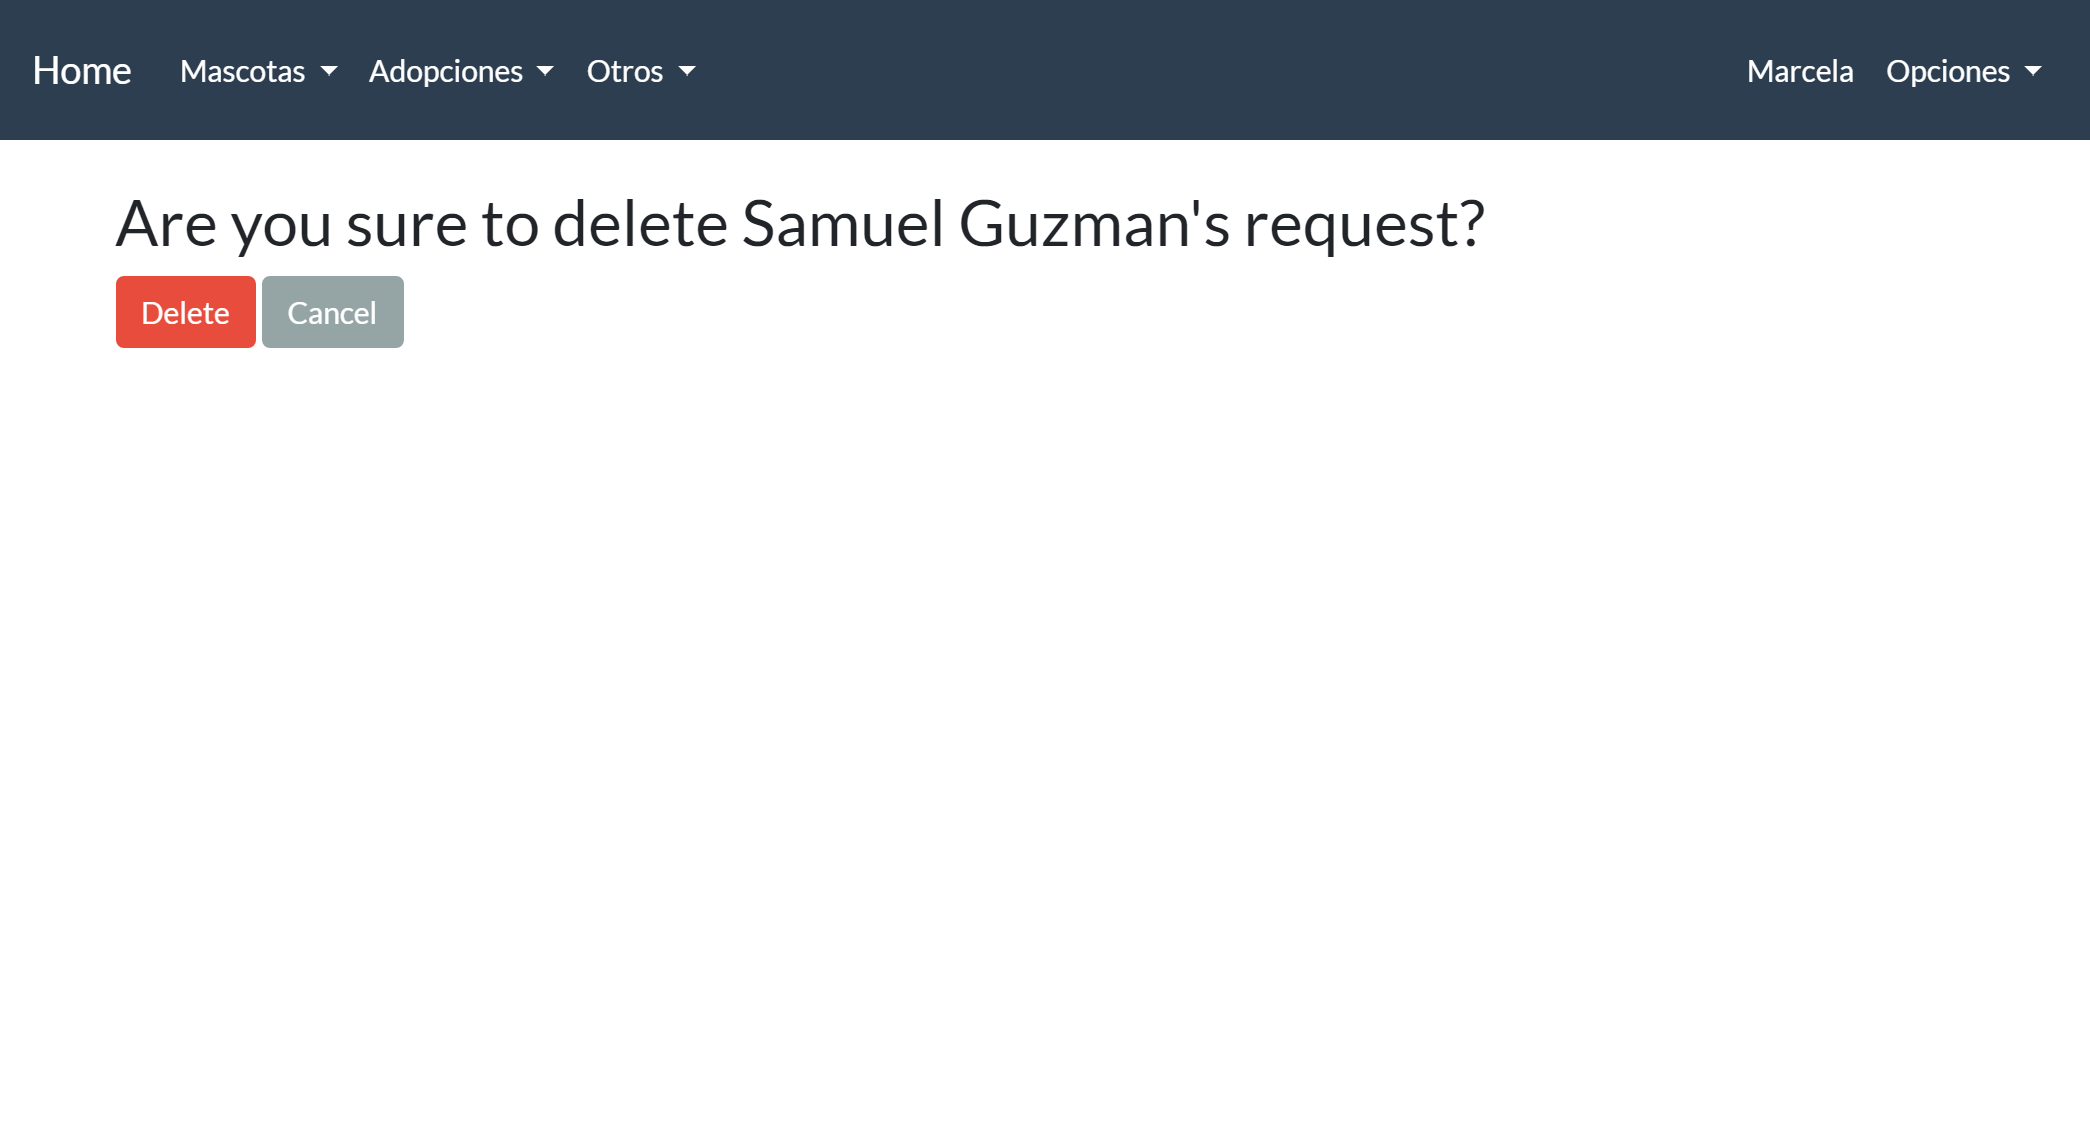 Home Mascotas Adopciones Otros Marcela Opciones
Are you sure to delete Samuel Guzman's request?
Delete Cancel